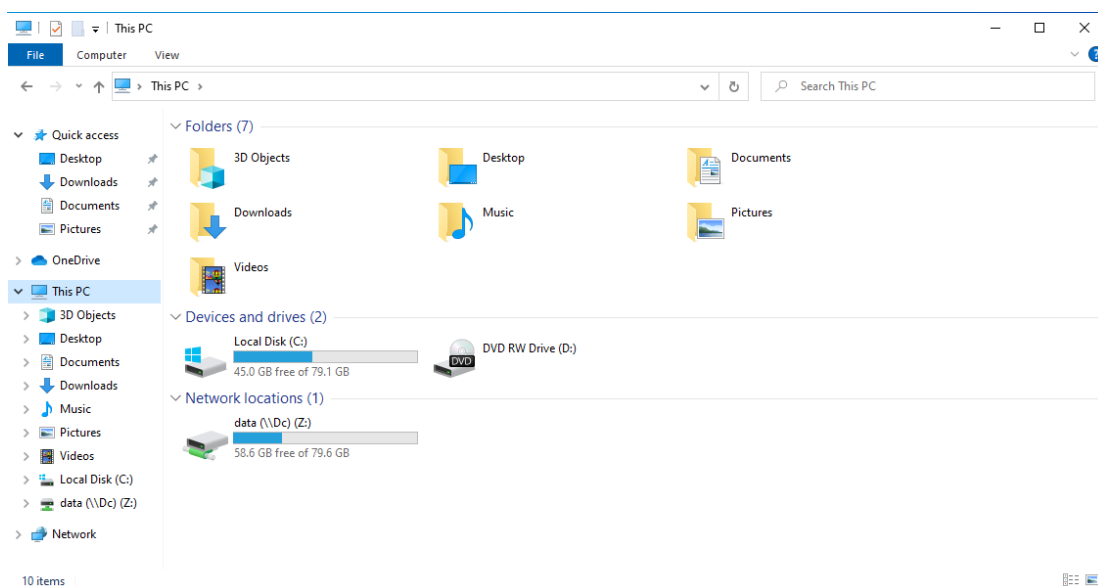 This PC
File Computer View
This PC
Search This PC
Quick access
Desktop
Downloads
Documents
Pictures
OneDrive
This PC
3D Objects
Desktop
Documents
Downloads
Music
Pictures
Videos
Local Disk (C:)
data (\\Dc) (Z:)
Network
Folders (7)
3D Objects
Desktop
Documents
Downloads
Music
Pictures
Videos
Devices and drives (2)
Local Disk (C:)
45.0 GB free of 79.1 GB
DVD
DVD RW Drive (D:)
Network locations (1)
data (\\Dc) (Z:)
58.6 GB free of 79.6 GB
10 items